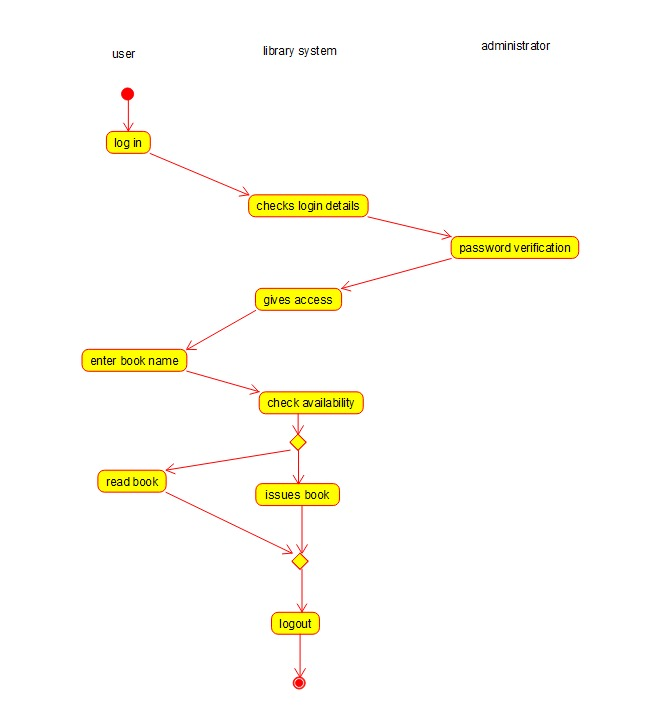 user
library system
administrator
log in
checks login details
password verification
gives access
enter book name
check availability
read book
issues book
logout